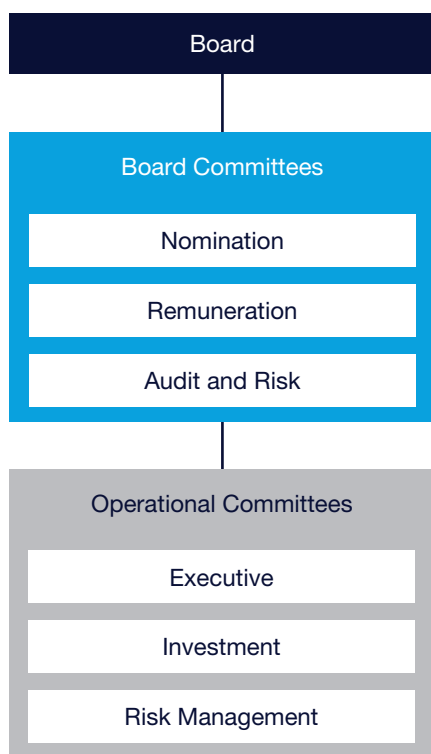 Board
Board Committees
Nomination
Remuneration
Audit and Risk
Operational Committees
Executive
Investment
Risk Management